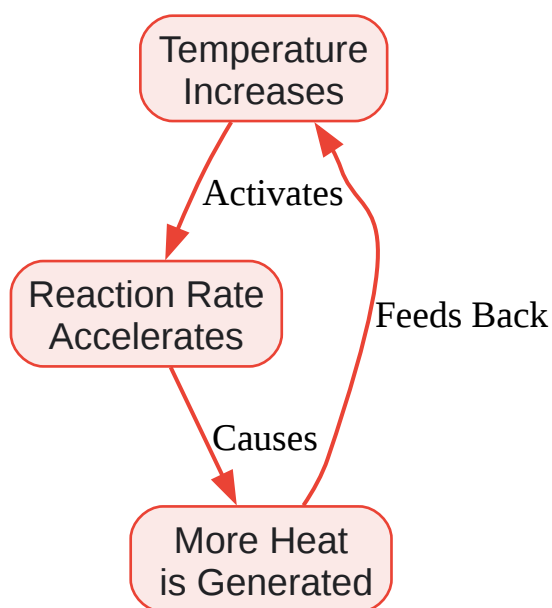 Temperature
Increases
Activates
Reaction Rate
Accelerates
Feeds Back
Causes
More Heat
is Generated